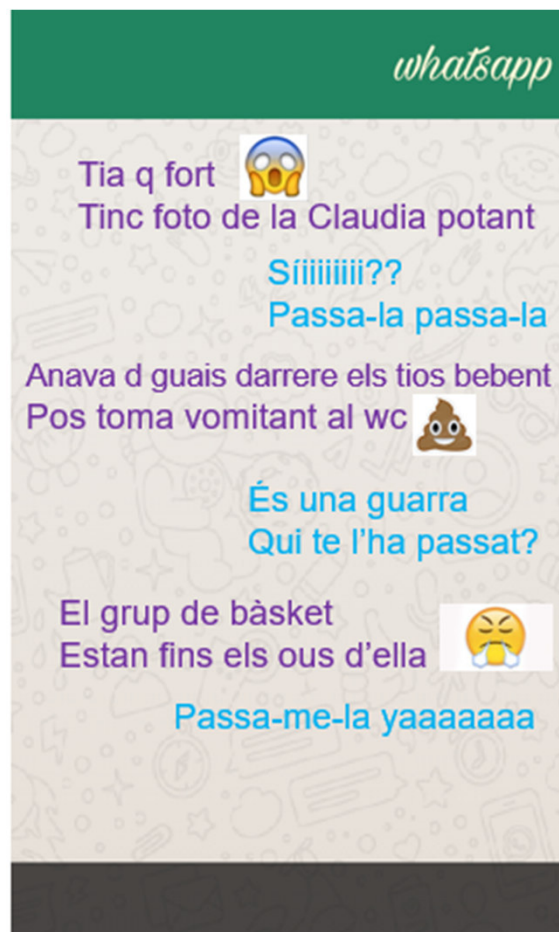 whatsapp
Tia q fort
Tinc foto de la Claudia potant
Síiiiiiiii??
Passa-la passa-la
Anava d guais darrere els tios bebent
Pos toma vomitant al wc
És una guarra
Qui te l'ha passat?
El grup de bàsket
Estan fins els ous d'ella
Passa-me-la yaaaaaaa